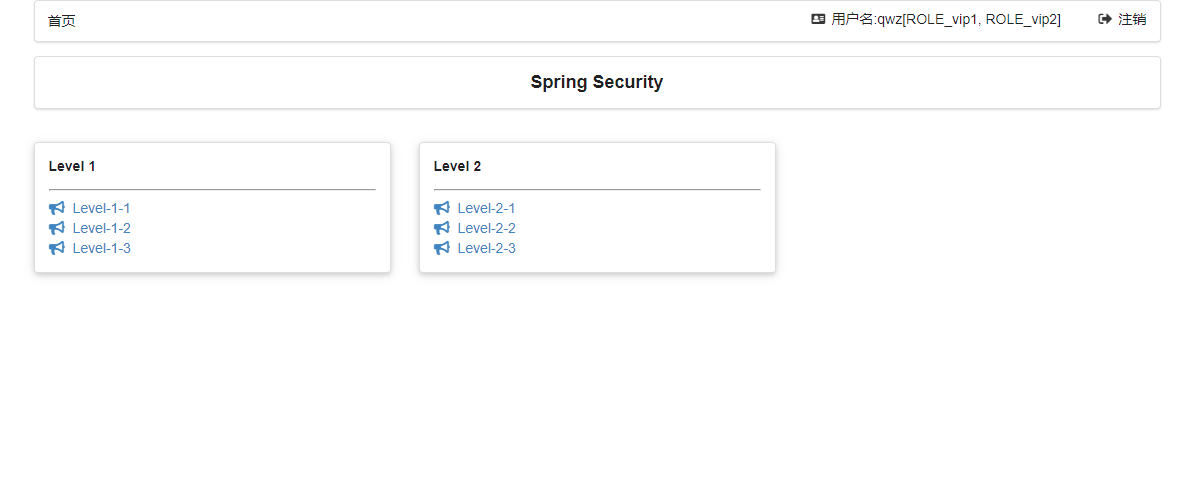 首页
用户名:qwz[ROLE_vip1, ROLE_vip2] 注销
Spring Security
Level 1
Level-1-1
Level-1-2
Level-1-3
Level 2
Level-2-1
Level-2-2
Level-2-3